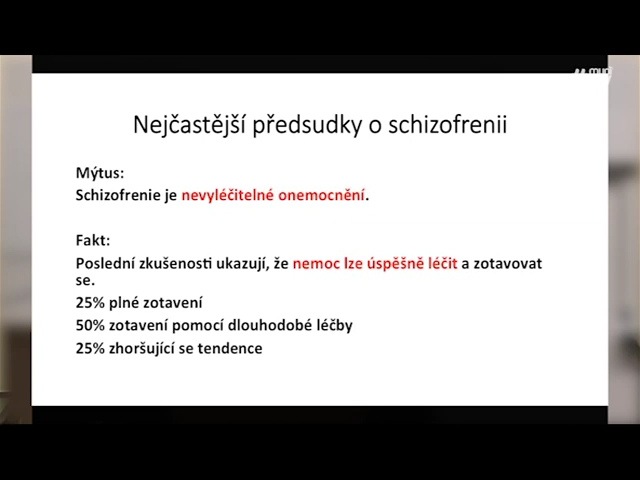 Nejčastější předsudky o schizofrenii
Mýtus:
Schizofrenie je nevyléčitelné onemocnění.
Fakt:
Poslední zkušenosti ukazují, že nemoc lze úspěšně léčit a zotavovat
se.
25% plné zotavení
50% zotavení pomocí dlouhodobé léčby
25% zhoršující se tendence